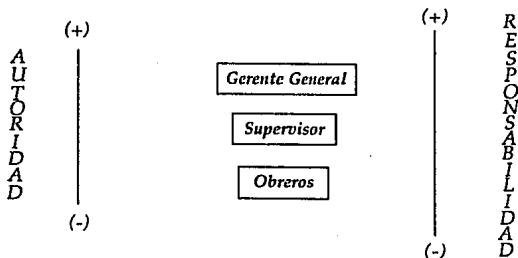 (+)
(+)
AUTORIDAD
RESPONSABILIDAD
Gerente General
Supervisor
Obreros
(-)
(-)